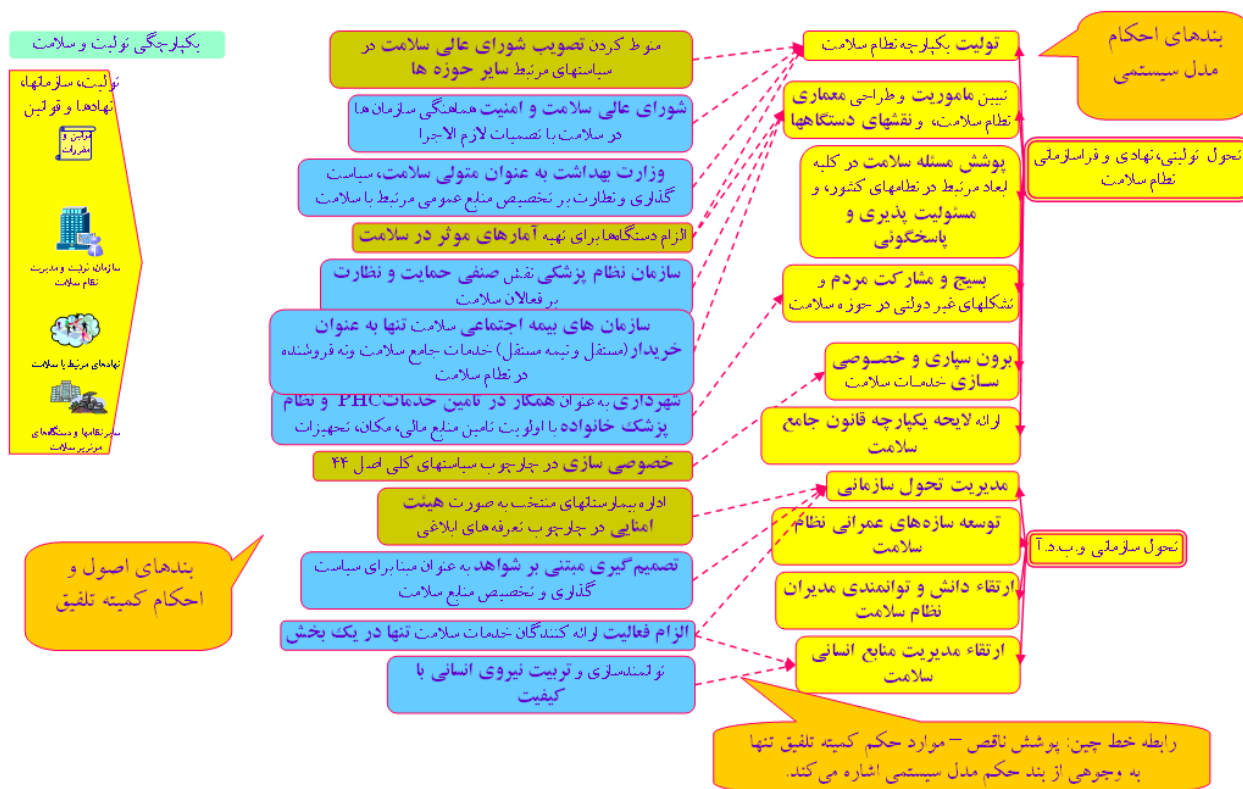 بندهای احکام
مدل سیستمی
تحول تولیتی، نهادی و فراسازمانی
نظام سلامت
تحول سازمانی و.ب.د.آ
تولیت یکپارچه نظام سلامت
تبیین ماموریت و طراحی معماری
نظام سلامت، و نقشهای دستگاهها
پوشش مسئله سلامت در کلیه
ابعاد مرتبط در نظامهای کشور، و
مسئولیت پذیری و
پاسخگوئی
بسیج و مشارکت مردم و
تشکلهای غیر دولتی در حوزه سلامت
برون سپاری و خصوصی
سازی خدمات سلامت
ارائه لایحه یکپارچه قانون جامع
سلامت
مدیریت تحول سازمانی
توسعه سازه‌های عمرانی نظام
سلامت
ارتقاء دانش و توانمندی مدیران
نظام سلامت
ارتقاء مدیریت منابع انسانی
سلامت
منوط کردن تصویب شورای عالی سلامت در
سیاستهای مرتبط سایر حوزه ها
شورای عالی سلامت و امنیت هماهنگی سازمان ها
در سلامت با تصمیات لازم الاجرا
وزارت بهداشت به عنوان متولی سلامت، سیاست
گذاری و نظارت بر تخصیص منابع عمومی مرتبط با سلامت
الزام دستگاهها برای تهیه آمارهای موثر در سلامت
سازمان نظام پزشکی نقش صنفی حمایت و نظارت
بر فعالان سلامت
سازمان های بیمه اجتماعی سلامت تنها به عنوان
خریدار (مستقل و نیمه مستقل) خدمات جامع سلامت ونه فروشنده
در نظام سلامت
شهرداری به عنوان همکار در تامین خدمات PHC و نظام
پزشک خانواده با اولویت تامین منابع مالی، مکان، تجهیزات
خصوصی سازی در چارچوب سیاستهای کلی اصل ۴۴
اداره بیمارستانهای منتخب به صورت هیئت
امنایی در چارچوب تعرفه های ابلاغی
تصمیم گیری مبتنی بر شواهد به عنوان مبنا برای سیاست
گذاری و تخصیص منابع سلامت
الزام فعالیت ارائه کنندگان خدمات سلامت تنها در یک بخش
توانمندسازی و تربیت نیروی انسانی با
کیفیت
یکپارچگی تولیت و سلامت
تولیت، سازمانها،
نهادها و قوانین
قوانین و
مقررات
سازمان، تولیت و مدیریت
نظام سلامت
نهادهای مرتبط با سلامت
سایر نظامها و دستگاههای
موثر بر سلامت
بندهای اصول و
احکام کمیته تلفیق
رابطه خط چین: پوشش ناقص – موارد حکم کمیته تلفیق تنها
به وجوهی از بند حکم مدل سیستمی اشاره می‌کند.